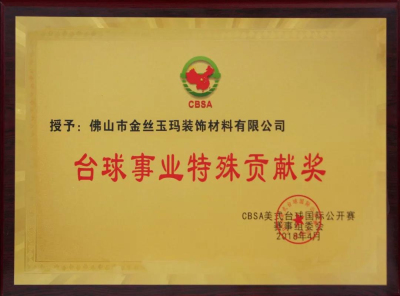 CBSA
授予:佛山市金丝玉玛装饰材料有限公司
台球事业特殊贡献奖
CBSA美式台球国际公开赛
赛事组委会
2018年4月